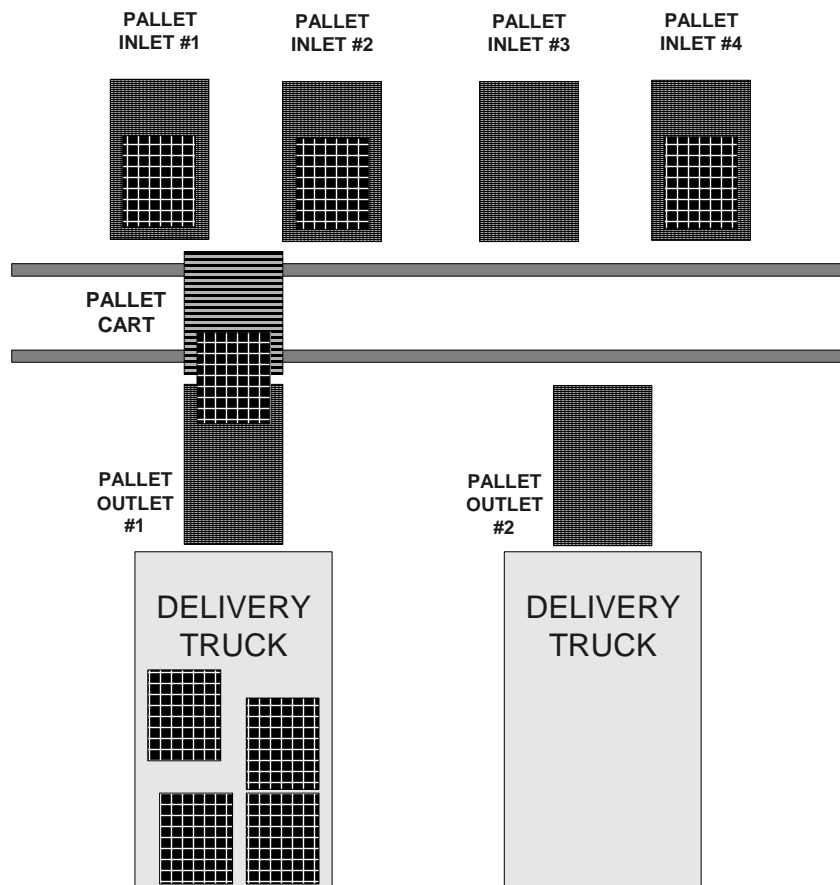 PALLET
INLET #1
PALLET
INLET #2
PALLET
INLET #3
PALLET
INLET #4
PALLET
CART
PALLET
OUTLET
#1
PALLET
OUTLET
#2
DELIVERY
TRUCK
DELIVERY
TRUCK